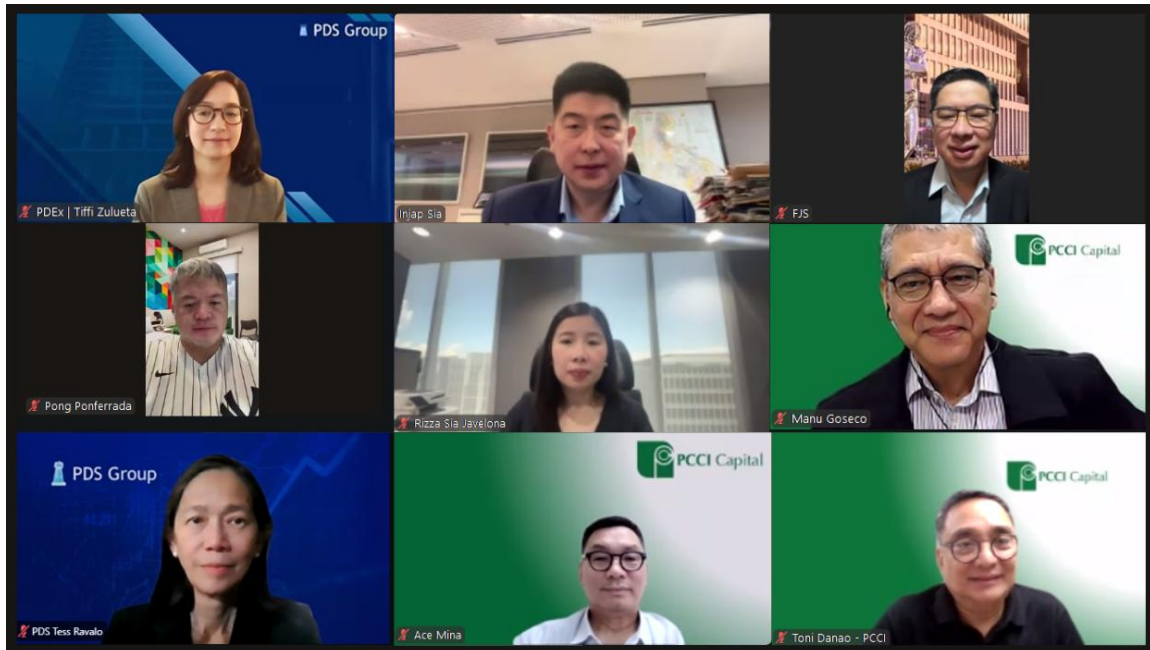 PDS Group
PDEx | Tiffi Zulueta
Injap Sia
FJS
Pong Ponferrada
Rizza Sia Javelona
PCCI Capital
Manu Goseco
PDS Group
PDS Tess Ravalo
PCCI Capital
Ace Mina
PCCI Capital
Toni Danao - PCCI